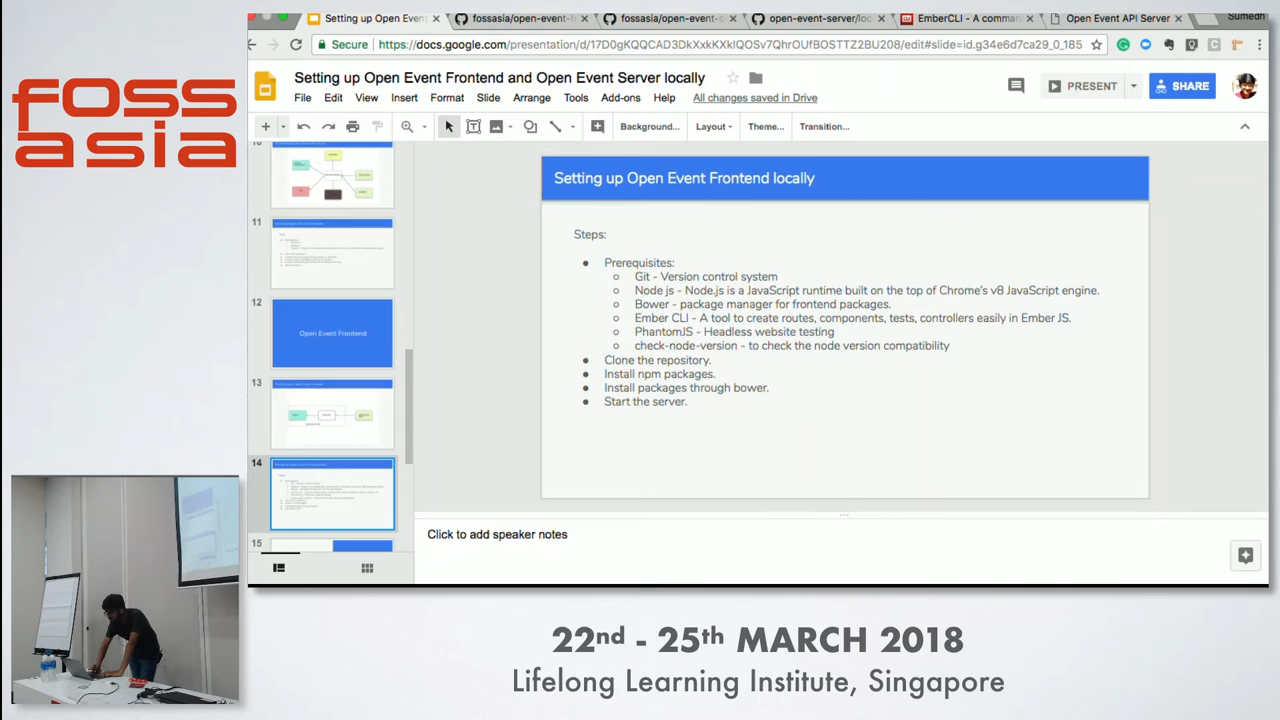 foss
asia
Setting up Open Event
fossasia/open-event-f
fossasia/open-event-s
open-event-server/loc
EmberCLI - A comman
Open Event API Server
Sumedh
Secure
https://docs.google.com/presentation/d/17D0gKQQCAD3DkXxkKXkIQOSv7QhrOUfBOSTTZ2BU208/edit#slide=id.g34e6d7ca29_0_185
Setting up Open Event Frontend and Open Event Server locally
PRESENT
SHARE
File Edit View Insert Format Slide Arrange Tools Add-ons Help All changes saved in Drive
Background... Layout Theme... Transition...
10
11
12
Open Event Frontend
13
14
15
Setting up Open Event Frontend locally
Steps:
● Prerequisites:
○ Git - Version control system
○ Node js - Node.js is a JavaScript runtime built on the top of Chrome's v8 JavaScript engine.
○ Bower - package manager for frontend packages.
○ Ember CLI - A tool to create routes, components, tests, controllers easily in Ember JS.
○ PhantomJS - Headless website testing
○ check-node-version - to check the node version compatibility
● Clone the repository.
● Install npm packages.
● Install packages through bower.
● Start the server.
Click to add speaker notes
22nd - 25th MARCH 2018
Lifelong Learning Institute, Singapore